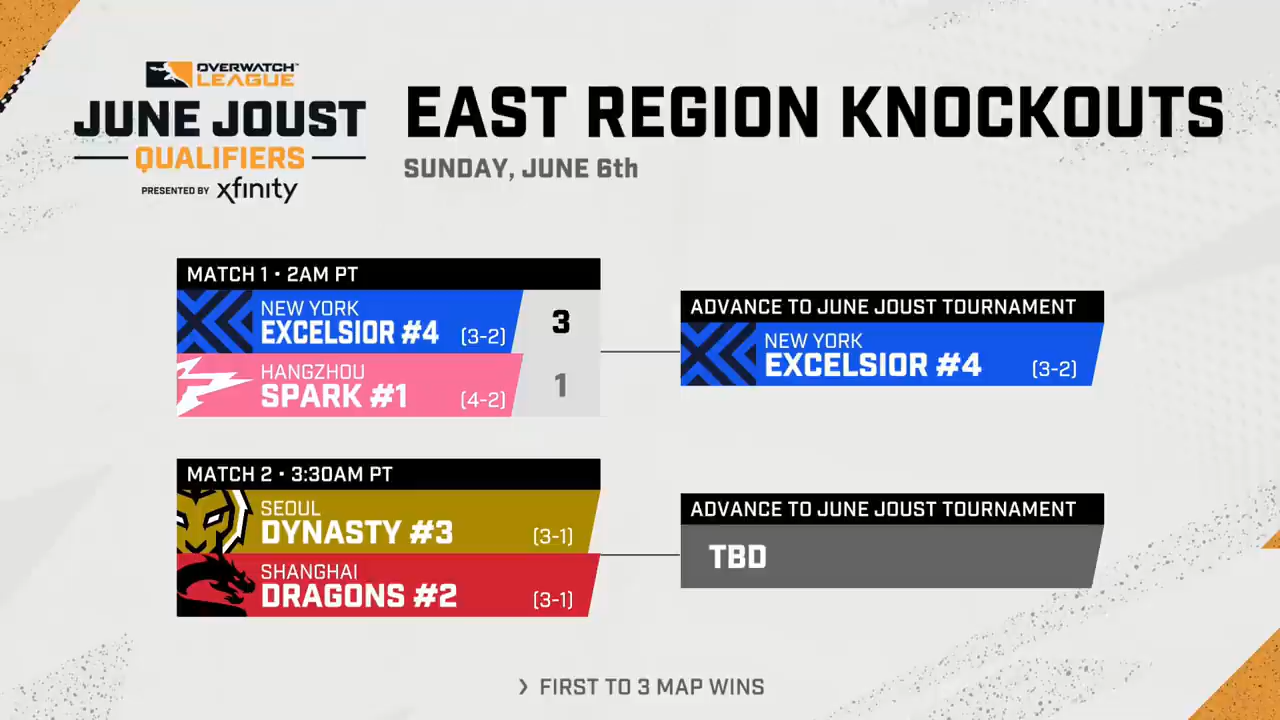 OVERWATCH™
LEAGUE
JUNE JOUST
QUALIFIERS
PRESENTED BY xfinity
EAST REGION KNOCKOUTS
SUNDAY, JUNE 6th
MATCH 1 • 2AM PT
NEW YORK
EXCELSIOR #4 (3-2) 3
HANGZHOU
SPARK #1 (4-2) 1
ADVANCE TO JUNE JOUST TOURNAMENT
NEW YORK
EXCELSIOR #4 (3-2)
MATCH 2 • 3:30AM PT
SEOUL
DYNASTY #3 (3-1)
SHANGHAI
DRAGONS #2 (3-1)
ADVANCE TO JUNE JOUST TOURNAMENT
TBD
❯ FIRST TO 3 MAP WINS